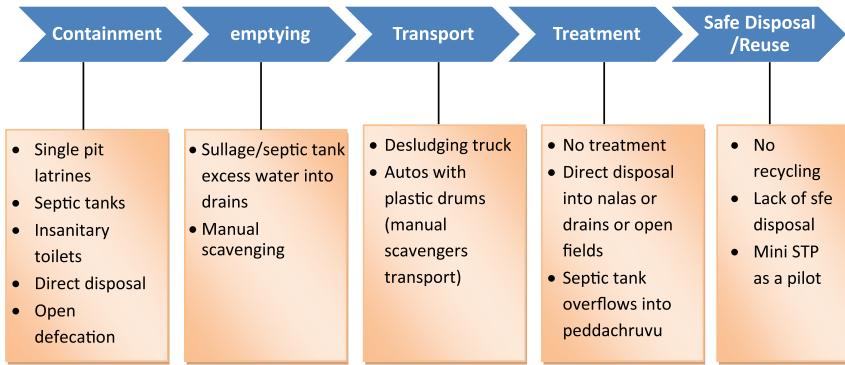 Containment
emptying
Transport
Treatment
Safe Disposal
/Reuse
• Single pit
latrines
• Septic tanks
• Insanitary
toilets
• Direct disposal
• Open
defecation
• Sullage/septic tank
excess water into
drains
• Manual
scavenging
• Desludging truck
• Autos with
plastic drums
(manual
scavengers
transport)
• No treatment
• Direct disposal
into nalas or
drains or open
fields
• Septic tank
overflows into
peddachruvu
• No
recycling
• Lack of sfe
disposal
• Mini STP
as a pilot